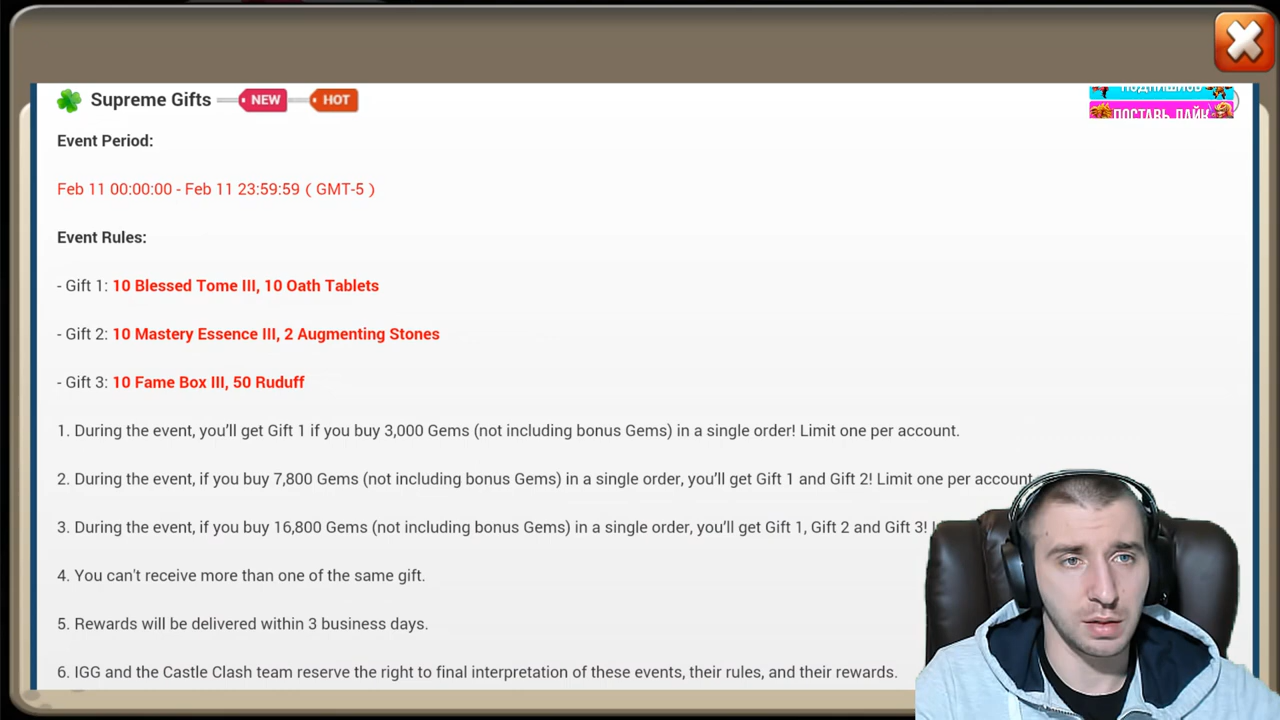 Supreme Gifts NEW HOT
ПОДПИШИСЬ
ПОСТАВЬ ЛАЙК
Event Period:
Feb 11 00:00:00 - Feb 11 23:59:59 ( GMT-5 )
Event Rules:
- Gift 1: 10 Blessed Tome III, 10 Oath Tablets
- Gift 2: 10 Mastery Essence III, 2 Augmenting Stones
- Gift 3: 10 Fame Box III, 50 Ruduff
1. During the event, you’ll get Gift 1 if you buy 3,000 Gems (not including bonus Gems) in a single order! Limit one per account.
2. During the event, if you buy 7,800 Gems (not including bonus Gems) in a single order, you’ll get Gift 1 and Gift 2! Limit one per account
3. During the event, if you buy 16,800 Gems (not including bonus Gems) in a single order, you’ll get Gift 1, Gift 2 and Gift 3!
4. You can't receive more than one of the same gift.
5. Rewards will be delivered within 3 business days.
6. IGG and the Castle Clash team reserve the right to final interpretation of these events, their rules, and their rewards.